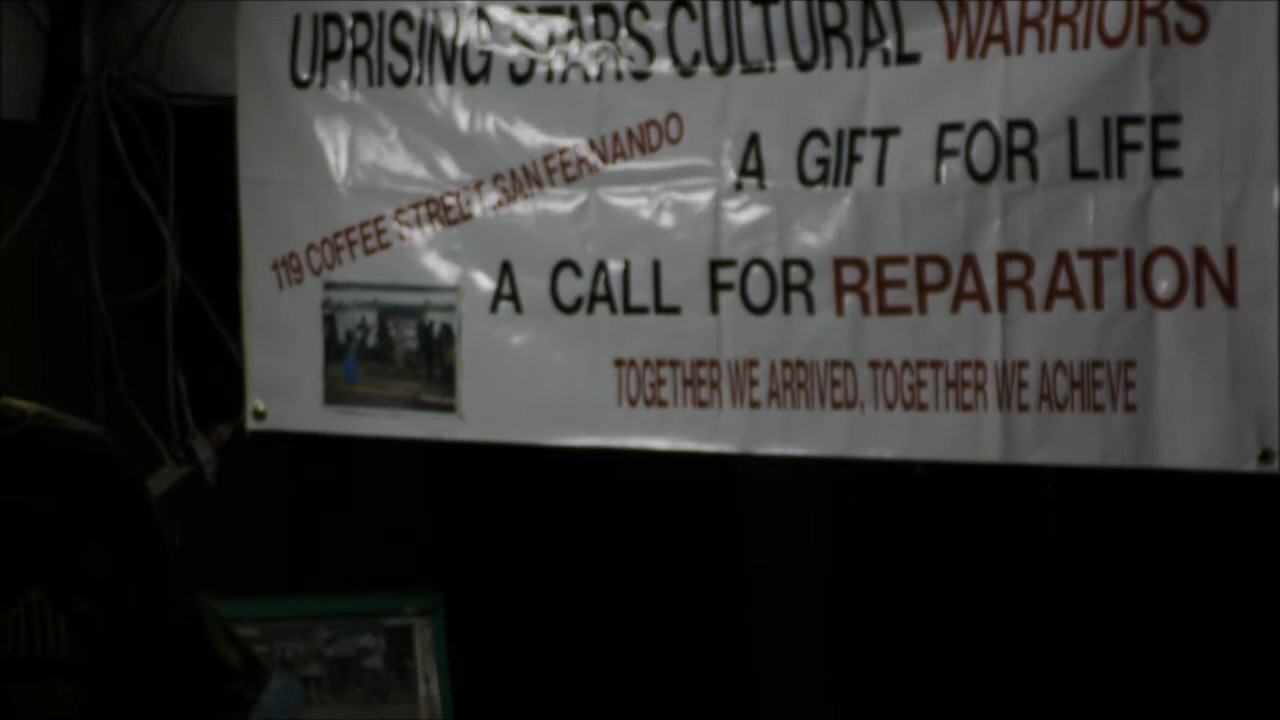 UPRISING STARS CULTURAL WARRIORS
119 COFFEE STREET SAN FERNANDO
A GIFT FOR LIFE
A CALL FOR REPARATION
TOGETHER WE ARRIVED, TOGETHER WE ACHIEVE